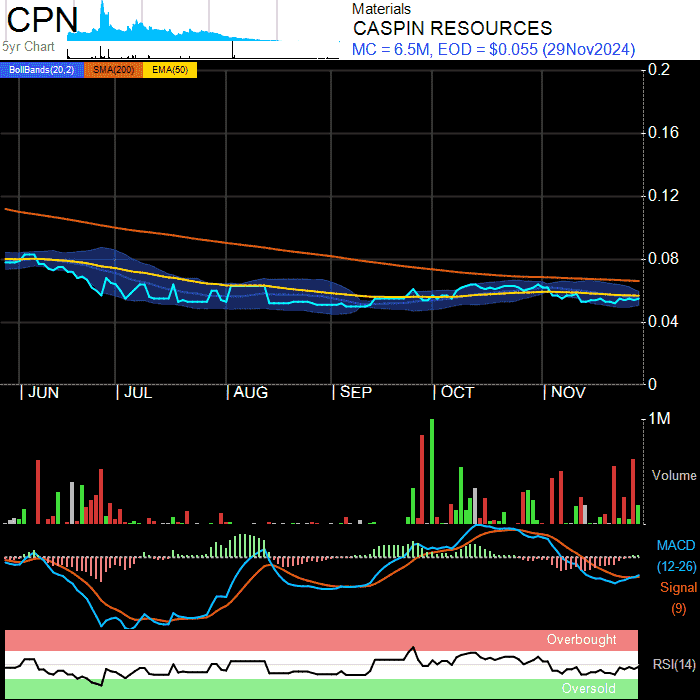 CPN
5yr Chart
Materials
CASPIN RESOURCES
MC = 6.5M, EOD = $0.055 (29Nov2024)
BollBands(20,2) SMA(200) EMA(50)
0.2
0.16
0.12
0.08
0.04
0
JUN JUL AUG SEP OCT NOV
1M
Volume
MACD
(12-26)
Signal
(9)
Overbought
RSI(14)
Oversold